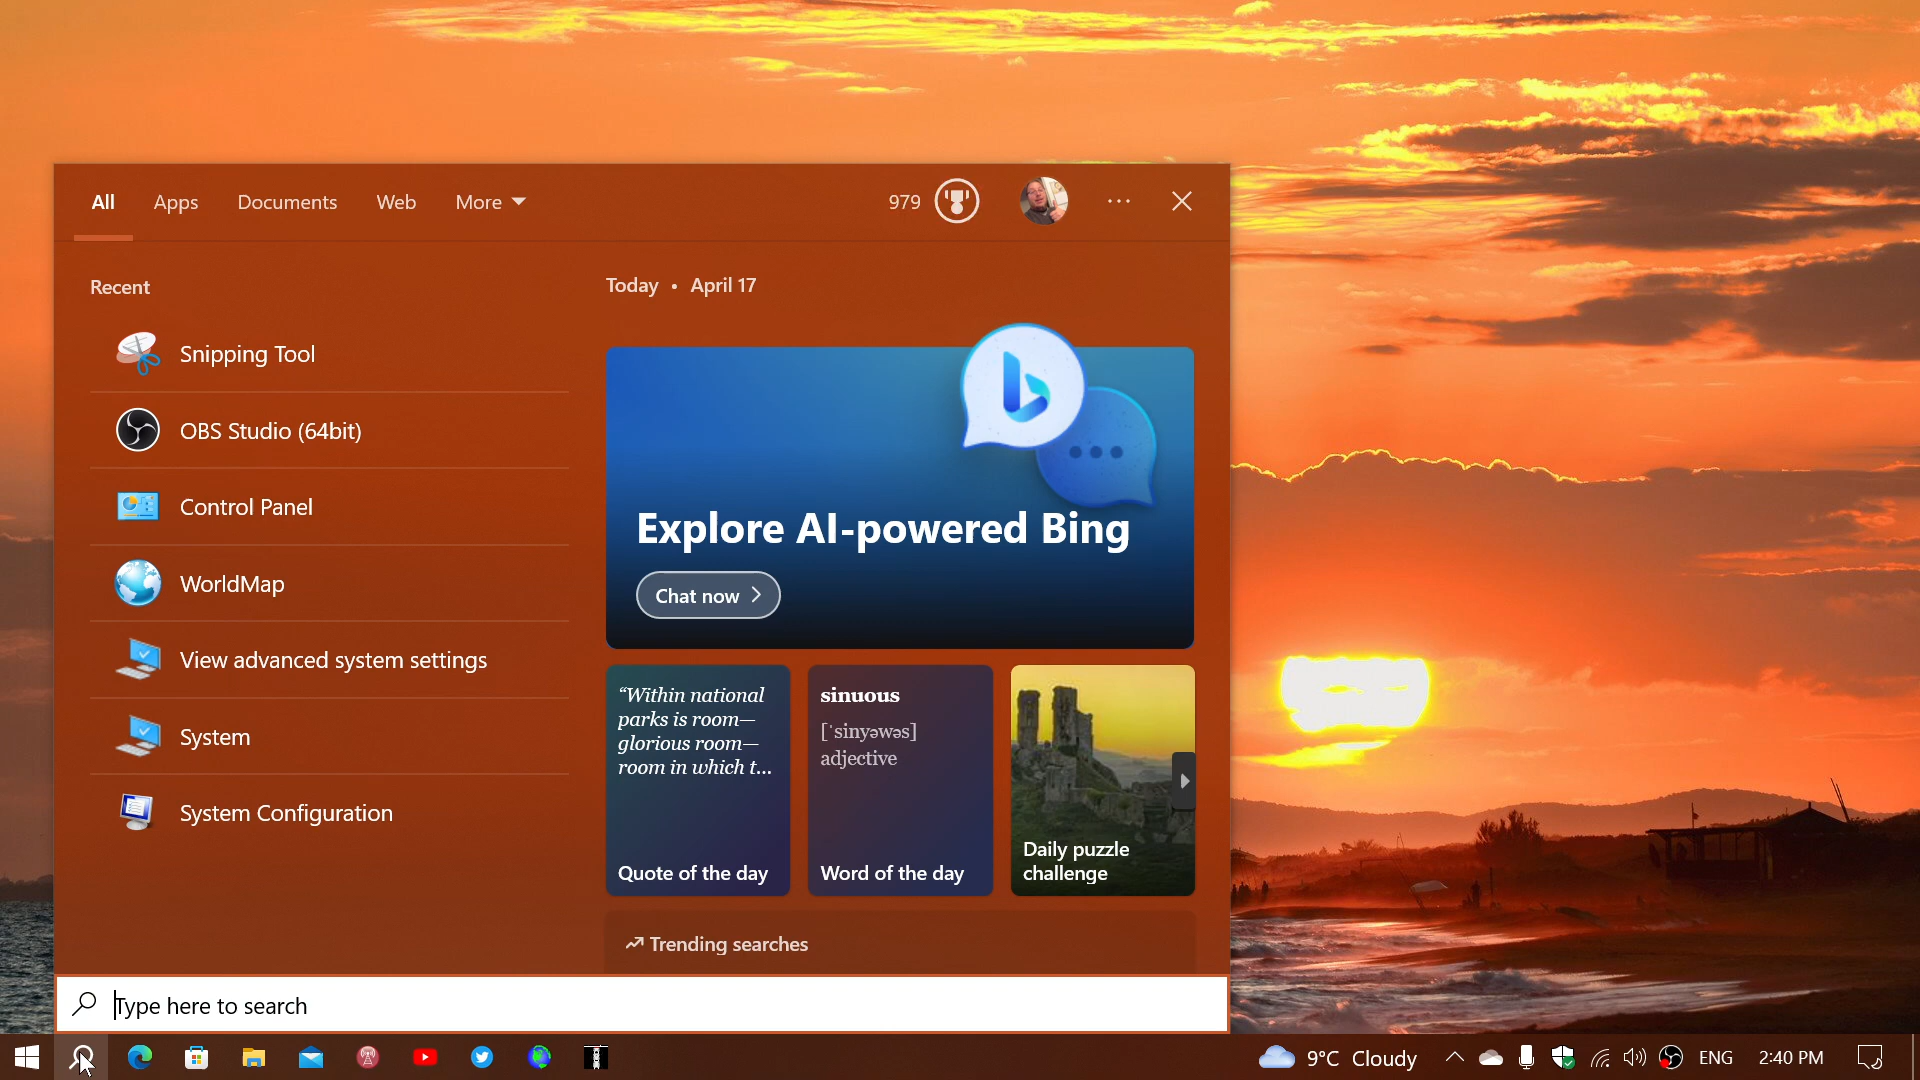 All Apps Documents Web More 979
Recent
Snipping Tool
OBS Studio (64bit)
Control Panel
WorldMap
View advanced system settings
System
System Configuration
Today • April 17
Explore AI-powered Bing
Chat now
“Within national
parks is room—
glorious room—
room in which t...
Quote of the day
sinuous
[ˈsinyəwəs]
adjective
Word of the day
Daily puzzle
challenge
Trending searches
Type here to search
9°C Cloudy ENG 2:40 PM